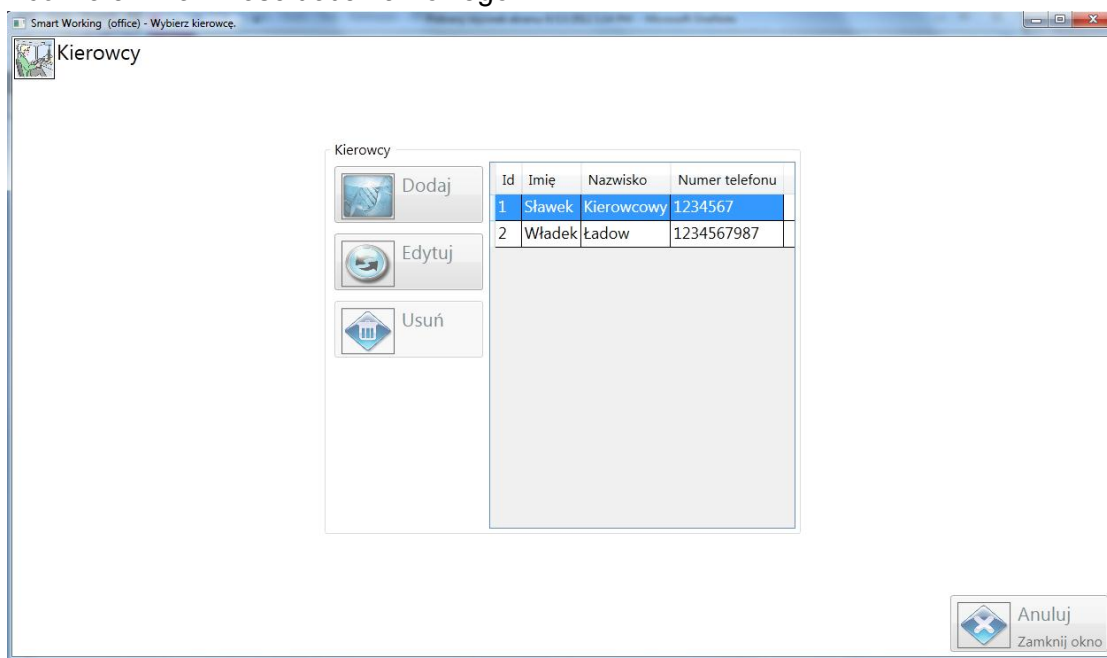 Smart Working (office) - Wybierz kierowcę.
Kierowcy
Kierowcy
Dodaj
Edytuj
Usuń
Id Imię Nazwisko Numer telefonu
1 Sławek Kierowcowy 1234567
2 Władek Ładow 1234567987
Anuluj
Zamknij okno